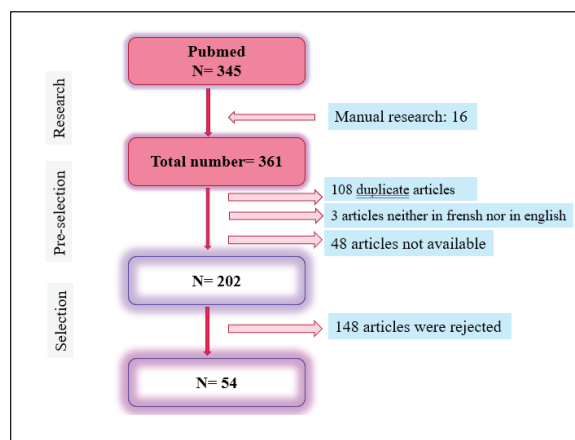 Pubmed
N= 345
Research
Manual research: 16
Total number= 361
Pre-selection
108 duplicate articles
3 articles neither in frensh nor in english
48 articles not available
N= 202
Selection
148 articles were rejected
N= 54